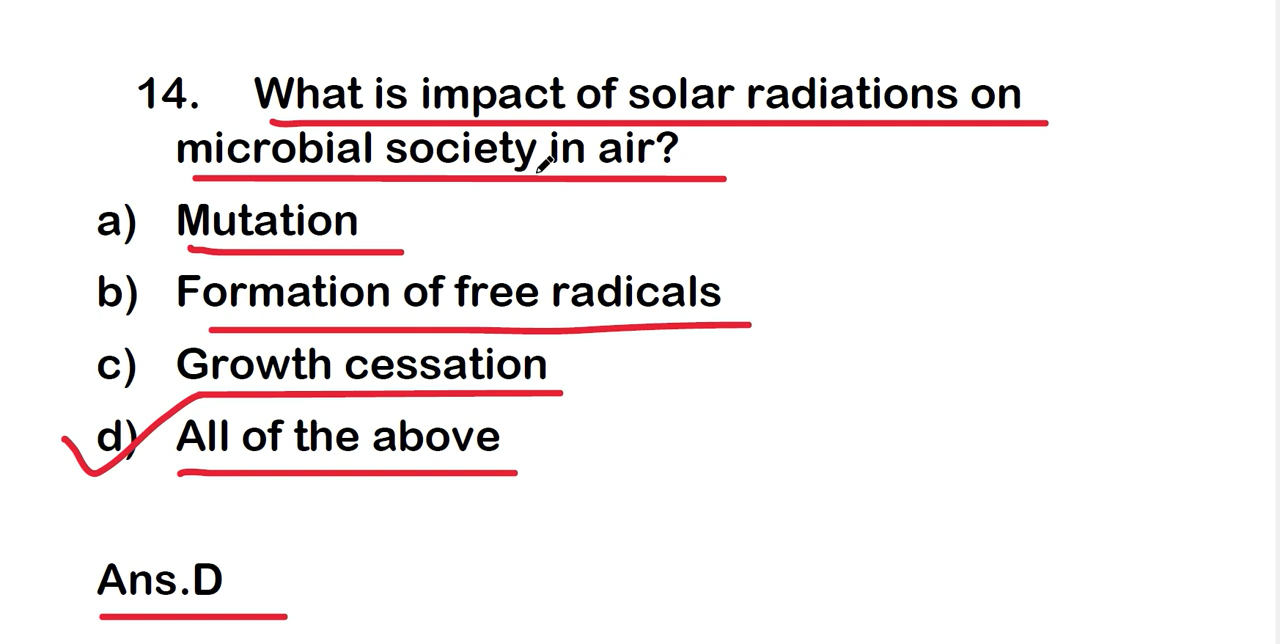 14. What is impact of solar radiations on
microbial society in air?
a) Mutation
b) Formation of free radicals
c) Growth cessation
d) All of the above
Ans.D